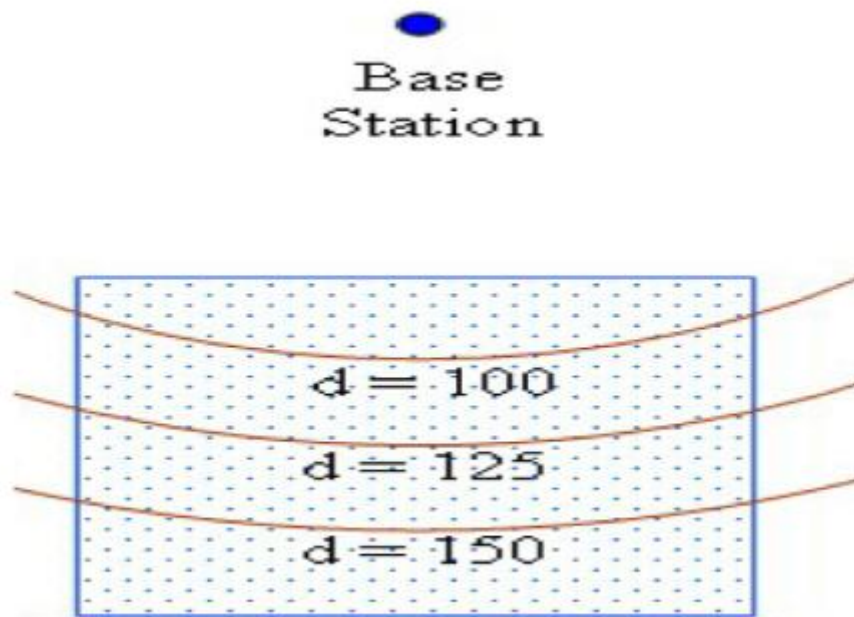 Base
Station
d = 100
d = 125
d = 150